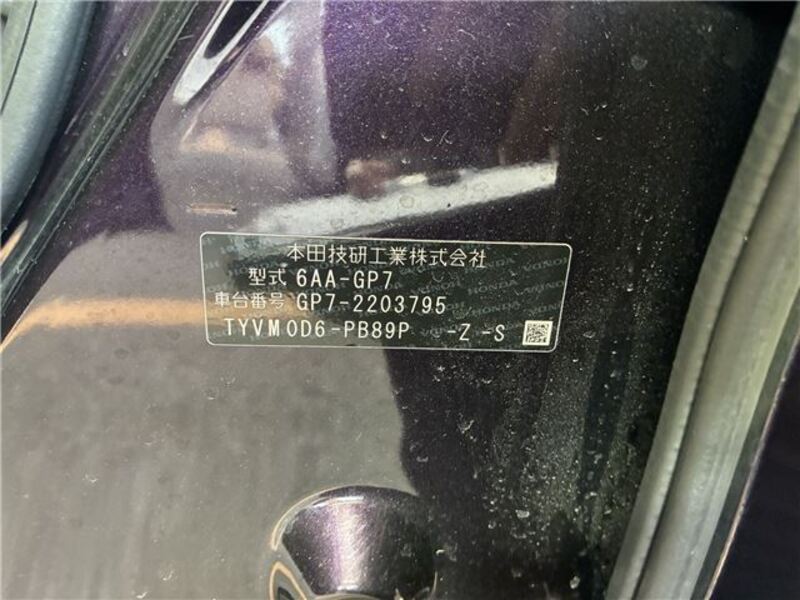 本田技研工業株式会社
型式 6AA-GP7
車台番号 GP7-2203795
TYVM0D6-PB89P -Z -S